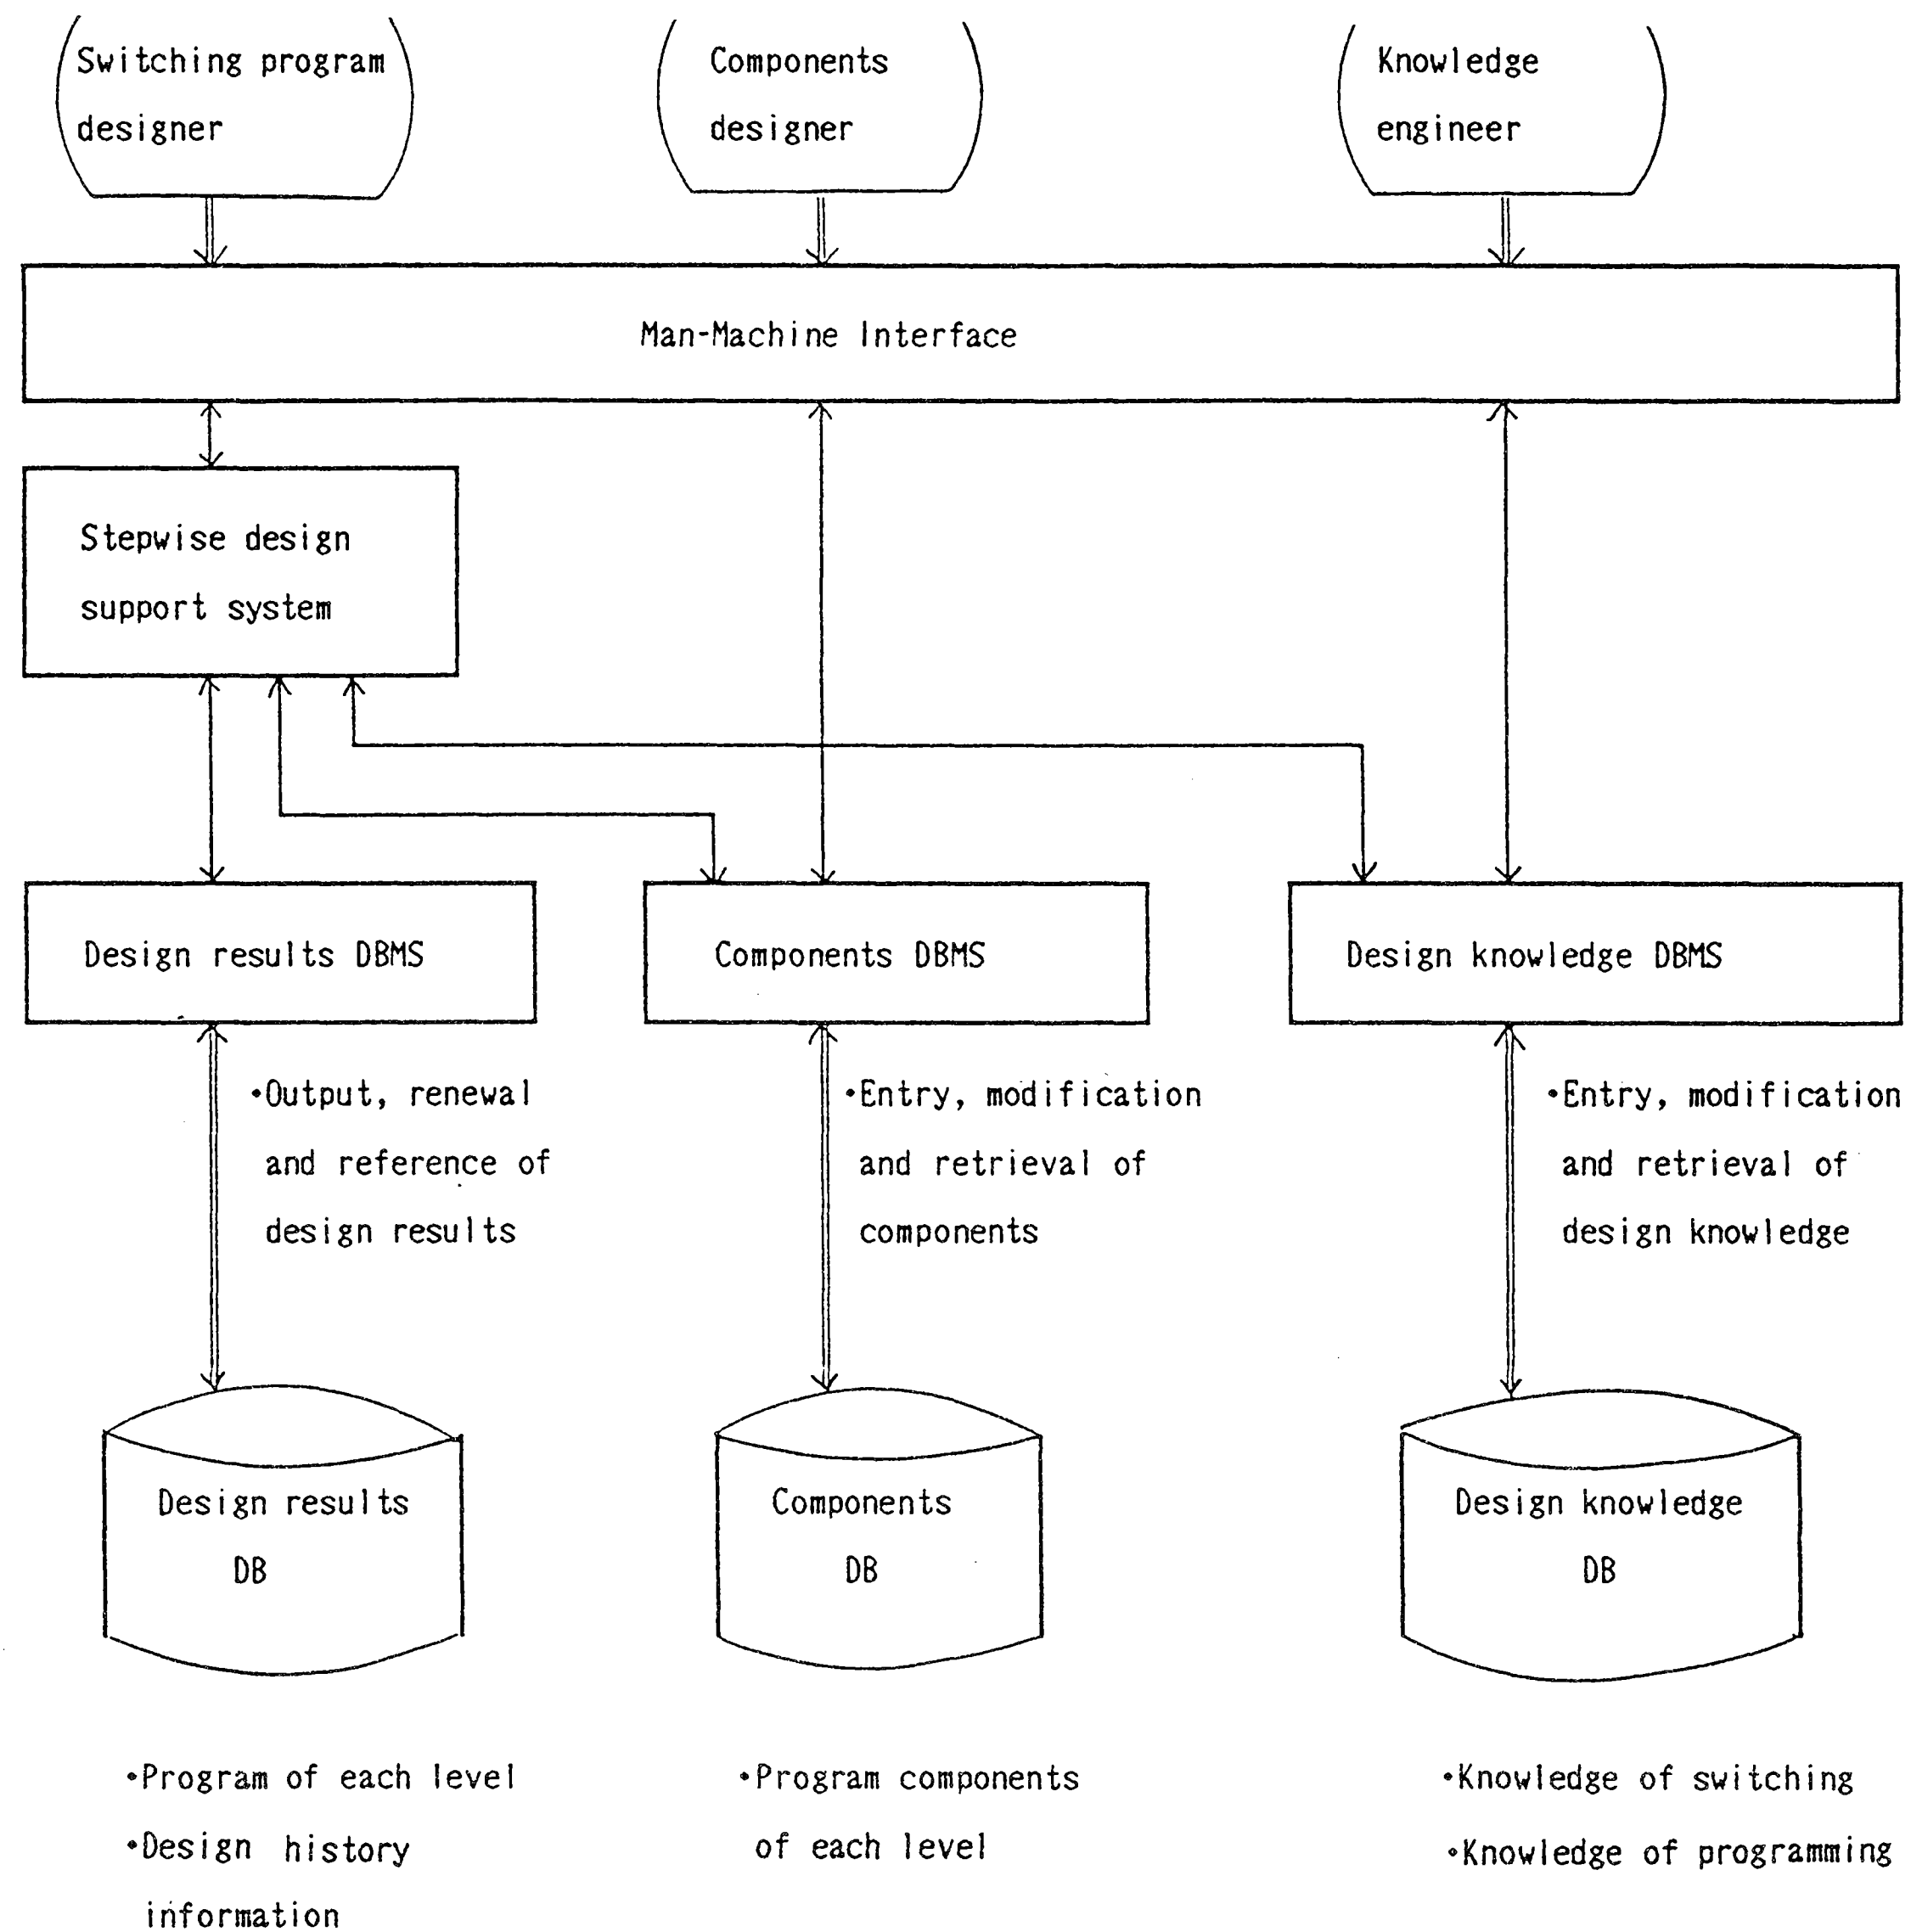 Switching program
designer
Components
designer
Knowledge
engineer
Man-Machine Interface
Stepwise design
support system
Design results DBMS
Components DBMS
Design knowledge DBMS
•Output, renewal
and reference of
design results
•Entry, modification
and retrieval of
components
•Entry, modification
and retrieval of
design knowledge
Design results
DB
Components
DB
Design knowledge
DB
•Program of each level
•Design history
information
•Program components
of each level
•Knowledge of switching
•Knowledge of programming